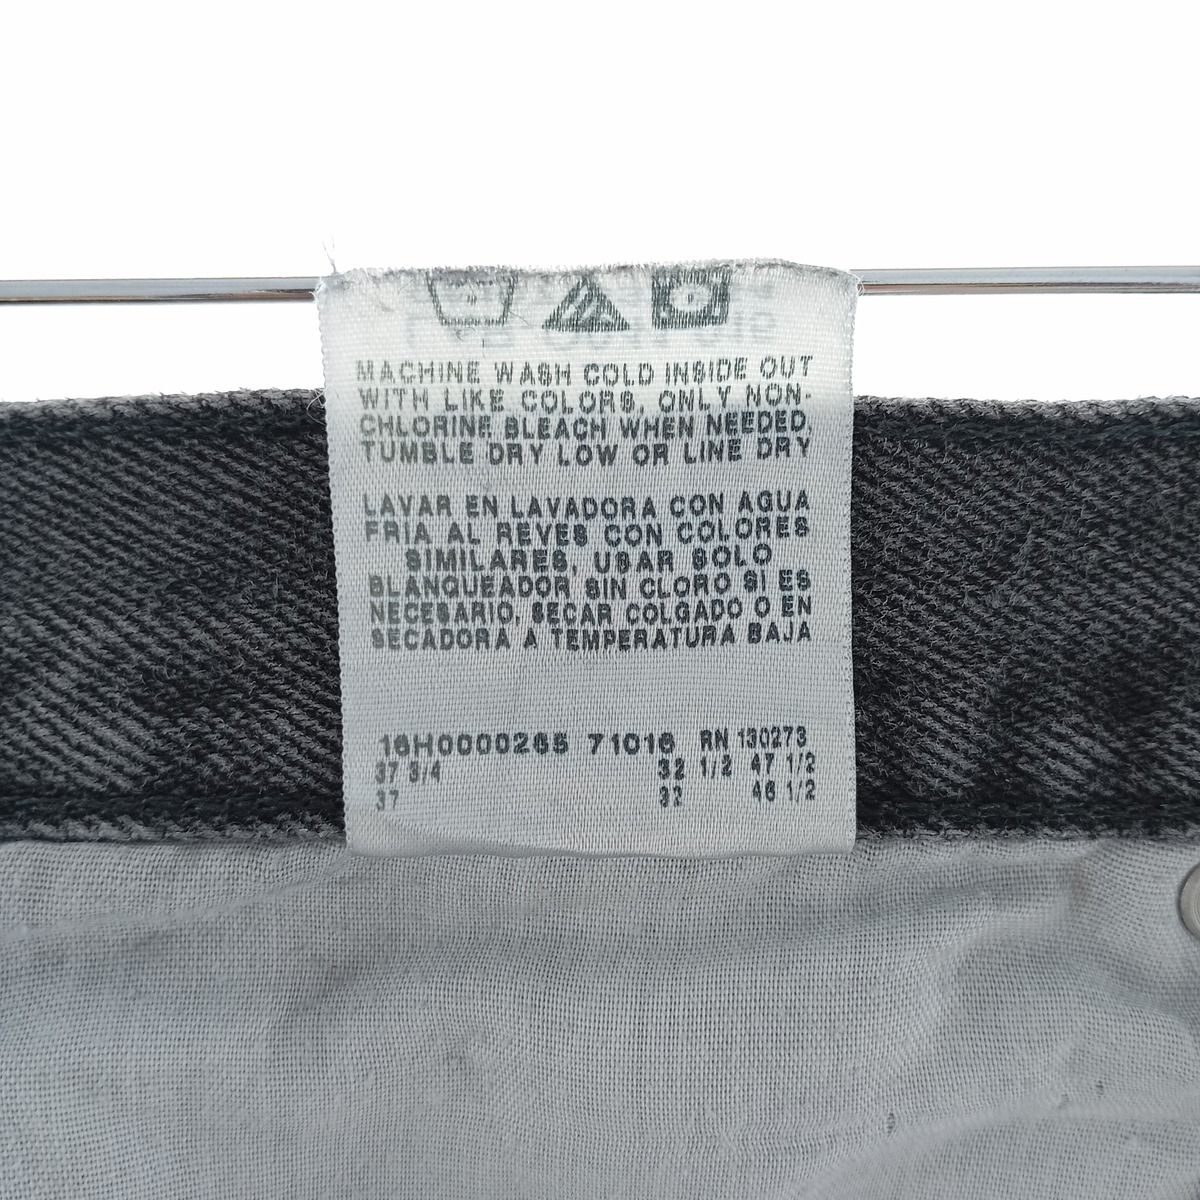 MACHINE WASH COLD INSIDE OUT
WITH LIKE COLORS, ONLY NON-
CHLORINE BLEACH WHEN NEEDED,
TUMBLE DRY LOW OR LINE DRY
LAVAR EN LAVADORA CON AGUA
FRIA AL REVES CON COLORES
SIMILARES, USAR SOLO
BLANQUEADOR SIN CLORO SI ES
NECESARIO, SECAR COLGADO O EN
SECADORA A TEMPERATURA BAJA
16H0000265 71016 RN 130273
37 3/4 32 1/2 47 1/2
37 32 46 1/2